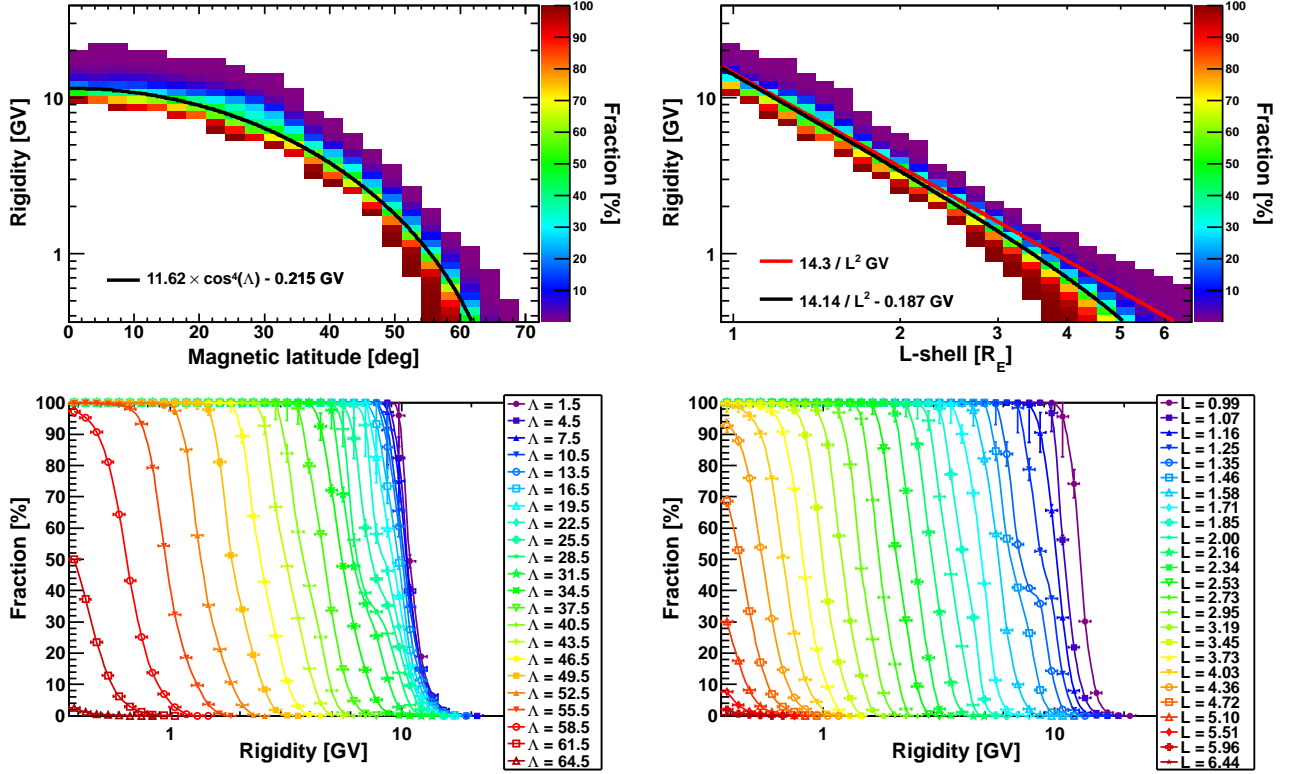 Rigidity [GV]
10
1
11.62 × cos⁴(Λ) - 0.215 GV
0 10 20 30 40 50 60 70
Magnetic latitude [deg]
100
90
80
70
60
50
40
30
20
10
Fraction [%]
Rigidity [GV]
10
1
14.3 / L² GV
14.14 / L² - 0.187 GV
1 2 3 4 5 6
L-shell [R_E]
100
90
80
70
60
50
40
30
20
10
Fraction [%]
Fraction [%]
100
90
80
70
60
50
40
30
20
10
0
1 10
Rigidity [GV]
Λ = 1.5
Λ = 4.5
Λ = 7.5
Λ = 10.5
Λ = 13.5
Λ = 16.5
Λ = 19.5
Λ = 22.5
Λ = 25.5
Λ = 28.5
Λ = 31.5
Λ = 34.5
Λ = 37.5
Λ = 40.5
Λ = 43.5
Λ = 46.5
Λ = 49.5
Λ = 52.5
Λ = 55.5
Λ = 58.5
Λ = 61.5
Λ = 64.5
Fraction [%]
100
90
80
70
60
50
40
30
20
10
0
1 10
Rigidity [GV]
L = 0.99
L = 1.07
L = 1.16
L = 1.25
L = 1.35
L = 1.46
L = 1.58
L = 1.71
L = 1.85
L = 2.00
L = 2.16
L = 2.34
L = 2.53
L = 2.73
L = 2.95
L = 3.19
L = 3.45
L = 3.73
L = 4.03
L = 4.36
L = 4.72
L = 5.10
L = 5.51
L = 5.96
L = 6.44